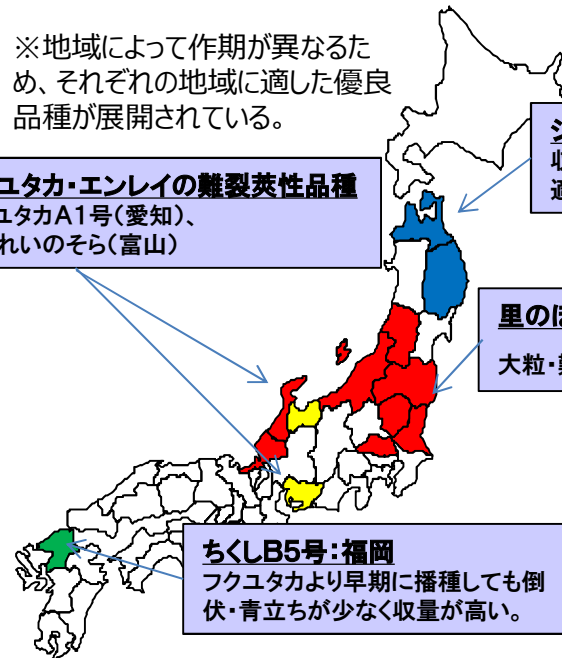 ※地域によって作期が異なるた
め、それぞれの地域に適した優良
品種が展開されている。
ユタカ・エンレイの難裂莢性品種
ユタカA1号(愛知)、
れいのそら(富山)
収
適
里のほ
大粒・難
ちくしB5号:福岡
フクユタカより早期に播種しても倒
伏・青立ちが少なく収量が高い。